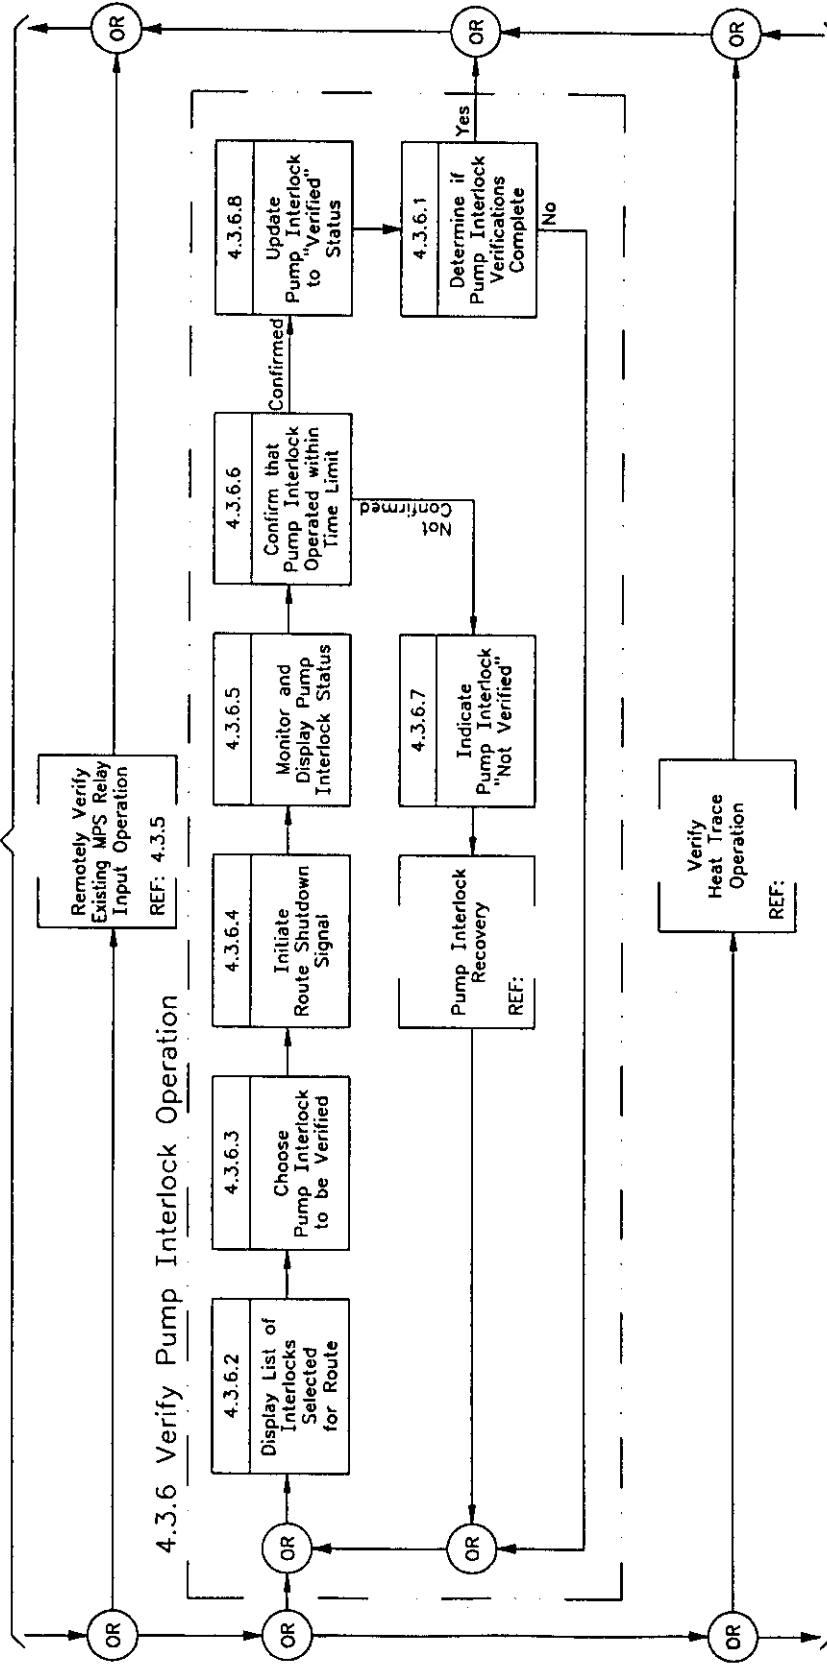 OR
Remotely Verify
Existing MPS Relay
Input Operation
REF: 4.3.5
OR
4.3.6 Verify Pump Interlock Operation
OR
OR
4.3.6.2
Display List of
Interlocks
Selected
for Route
4.3.6.3
Choose
Pump Interlock
to be Verified
4.3.6.4
Initiate
Route Shutdown
Signal
4.3.6.5
Monitor and
Display Pump
Interlock Status
4.3.6.6
Confirm that
Pump Interlock
Operated within
Time Limit
Confirmed
4.3.6.8
Update
Pump Interlock
to "Verified"
Status
Not
Confirmed
OR
Pump Interlock
Recovery
REF:
4.3.6.7
Indicate
Pump Interlock
"Not Verified"
4.3.6.1
Determine if
Pump Interlock
Verifications
Complete
Yes
No
OR
OR
Verify
Heat Trace
Operation
REF:
OR